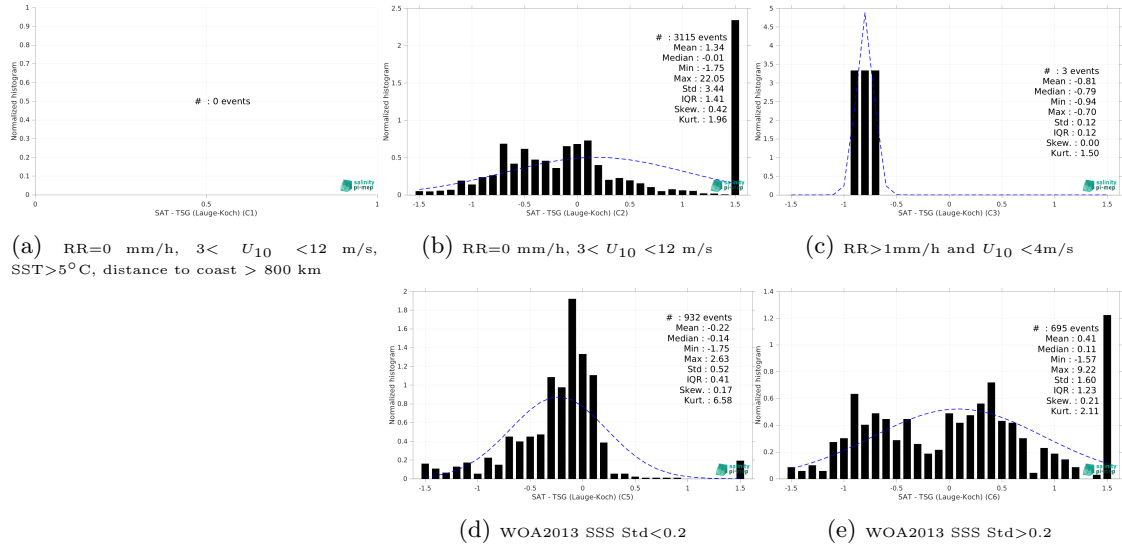 1
0.9
0.8
0.7
0.6
0.5
0.4
0.3
0.2
0.1
0
Normalized histogram
# : 0 events
0 0.5 1
SAT - TSG (Lauge-Koch) (C1)
salinity
pi-mep
(a) RR=0 mm/h, 3< U10 <12 m/s,
SST>5°C, distance to coast > 800 km
2.5
2
1.5
1
0.5
0
Normalized histogram
# : 3115 events
Mean : 1.34
Median : -0.01
Min : -1.75
Max : 22.05
Std : 3.44
IQR : 1.41
Skew. : 0.42
Kurt. : 1.96
-1.5 -1 -0.5 0 0.5 1 1.5
SAT - TSG (Lauge-Koch) (C2)
salinity
pi-mep
(b) RR=0 mm/h, 3< U10 <12 m/s
5
4.5
4
3.5
3
2.5
2
1.5
1
0.5
0
Normalized histogram
# : 3 events
Mean : -0.81
Median : -0.79
Min : -0.94
Max : -0.70
Std : 0.12
IQR : 0.12
Skew. : 0.00
Kurt. : 1.50
-1.5 -1 -0.5 0 0.5 1 1.5
SAT - TSG (Lauge-Koch) (C3)
salinity
pi-mep
(c) RR>1mm/h and U10 <4m/s
2
1.8
1.6
1.4
1.2
1
0.8
0.6
0.4
0.2
0
Normalized histogram
# : 932 events
Mean : -0.22
Median : -0.14
Min : -1.75
Max : 2.63
Std : 0.52
IQR : 0.41
Skew. : 0.17
Kurt. : 6.58
-1.5 -1 -0.5 0 0.5 1 1.5
SAT - TSG (Lauge-Koch) (C5)
salinity
pi-mep
(d) WOA2013 SSS Std<0.2
1.4
1.2
1
0.8
0.6
0.4
0.2
0
Normalized histogram
# : 695 events
Mean : 0.41
Median : 0.11
Min : -1.57
Max : 9.22
Std : 1.60
IQR : 1.23
Skew. : 0.21
Kurt. : 2.11
-1.5 -1 -0.5 0 0.5 1 1.5
SAT - TSG (Lauge-Koch) (C6)
salinity
pi-mep
(e) WOA2013 SSS Std>0.2